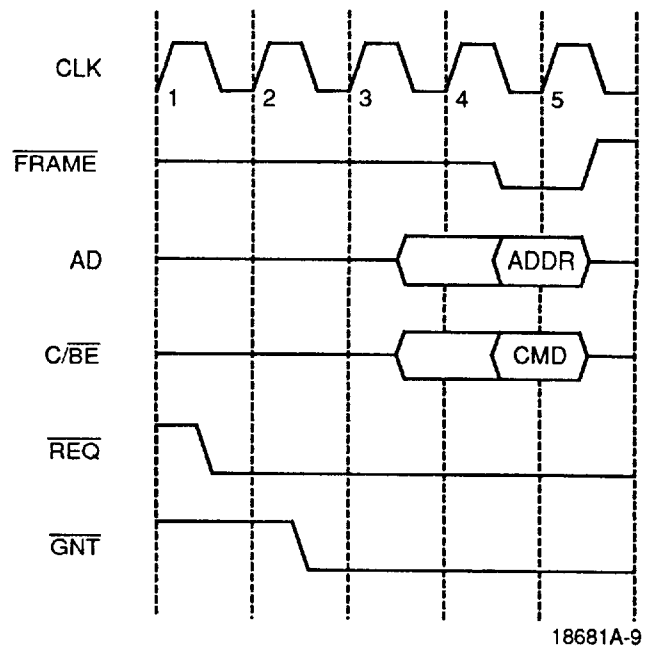 CLK
1 2 3 4 5
FRAME
AD
ADDR
C/BE
CMD
REQ
GNT
18681A-9